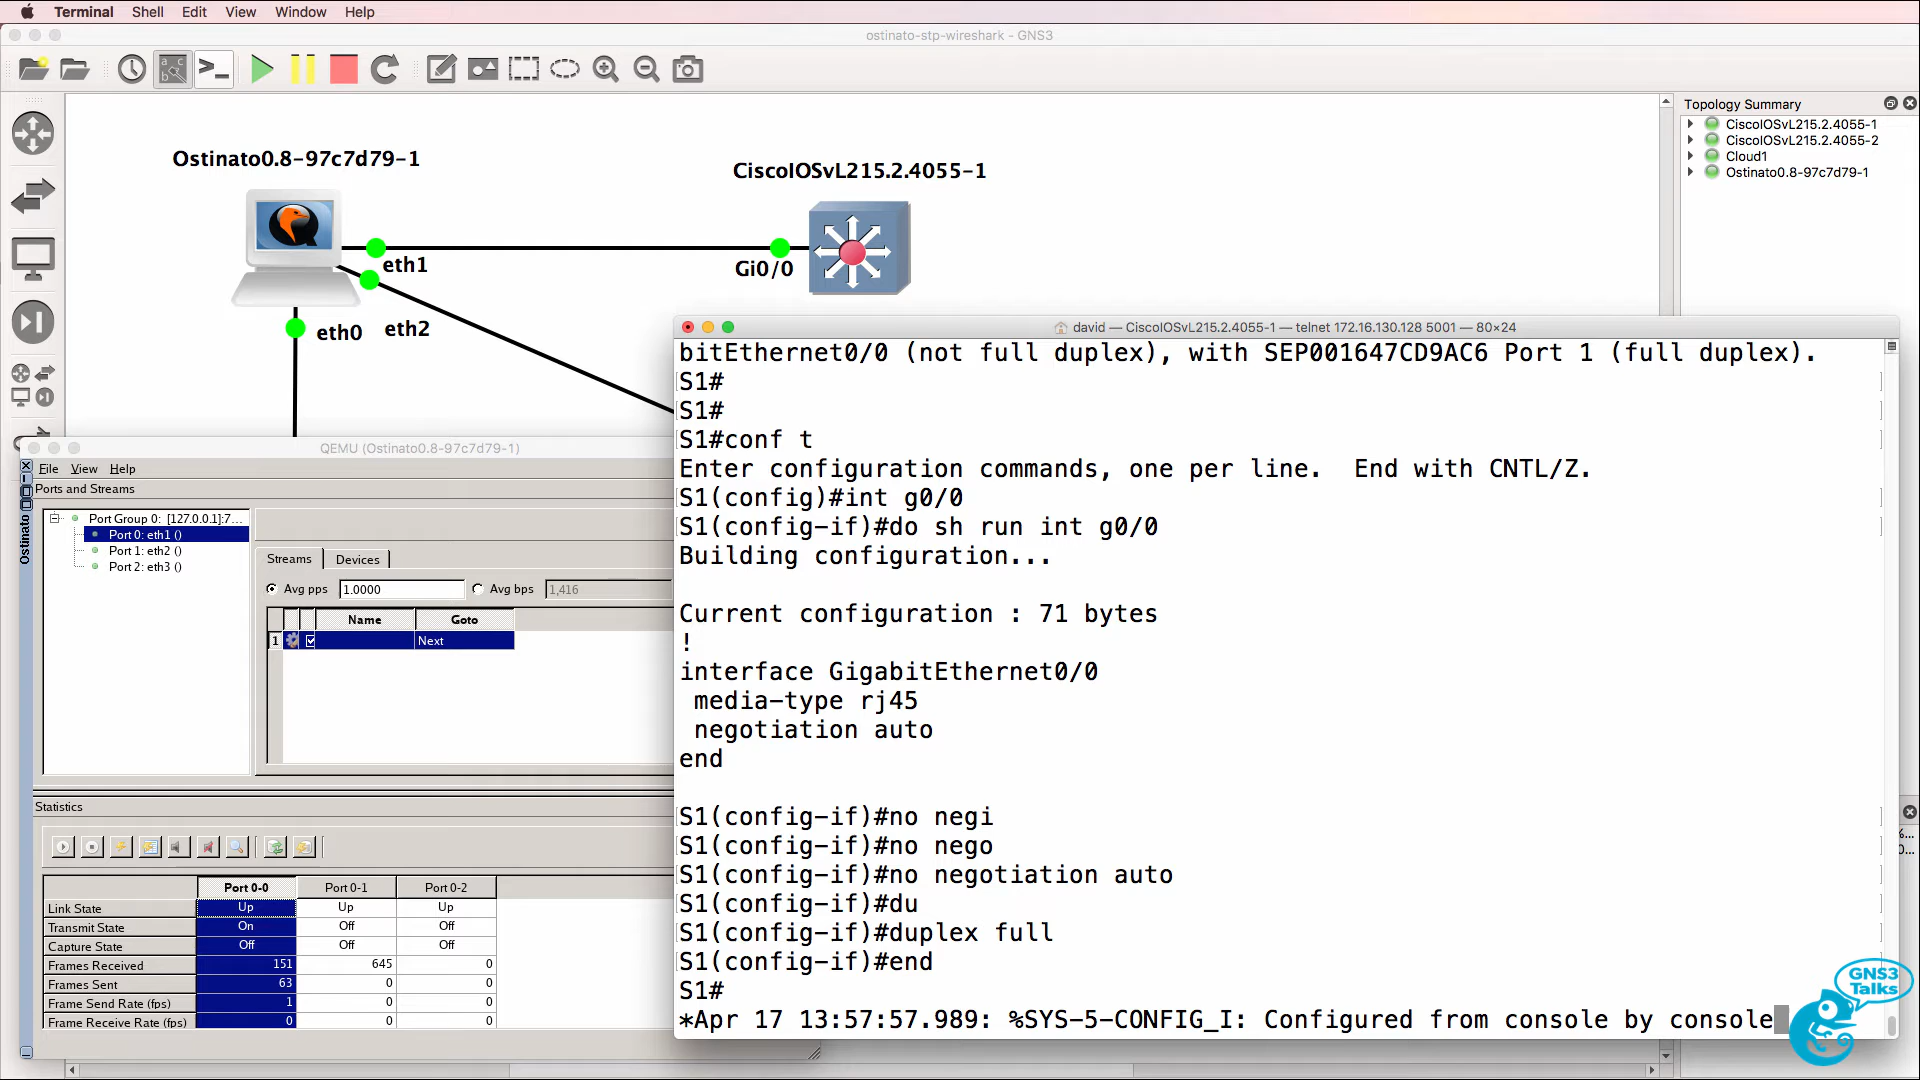 Terminal Shell Edit View Window Help
ostinato-stp-wireshark - GNS3
Topology Summary
CiscoIOSvL215.2.4055-1
CiscoIOSvL215.2.4055-2
Cloud1
Ostinato0.8-97c7d79-1
Ostinato0.8-97c7d79-1
CiscoIOSvL215.2.4055-1
eth1
Gi0/0
eth0 eth2
QEMU (Ostinato0.8-97c7d79-1)
File View Help
Ports and Streams
Ostinato
Port Group 0: [127.0.0.1]:7...
Port 0: eth1 ()
Port 1: eth2 ()
Port 2: eth3 ()
Streams Devices
Avg pps 1.0000 Avg bps 1,416
Name Goto
1 Next
Statistics
Port 0-0 Port 0-1 Port 0-2
Link State Up Up Up
Transmit State On Off Off
Capture State Off Off Off
Frames Received 151 645 0
Frames Sent 63 0 0
Frame Send Rate (fps) 1 0 0
Frame Receive Rate (fps) 0 0 0
david — CiscoIOSvL215.2.4055-1 — telnet 172.16.130.128 5001 — 80×24
bitEthernet0/0 (not full duplex), with SEP001647CD9AC6 Port 1 (full duplex).
S1#
S1#
S1#conf t
Enter configuration commands, one per line.  End with CNTL/Z.
S1(config)#int g0/0
S1(config-if)#do sh run int g0/0
Building configuration...
Current configuration : 71 bytes
!
interface GigabitEthernet0/0
media-type rj45
negotiation auto
end
S1(config-if)#no negi
S1(config-if)#no nego
S1(config-if)#no negotiation auto
S1(config-if)#du
S1(config-if)#duplex full
S1(config-if)#end
S1#
*Apr 17 13:57:57.989: %SYS-5-CONFIG_I: Configured from console by console
GNS3
Talks